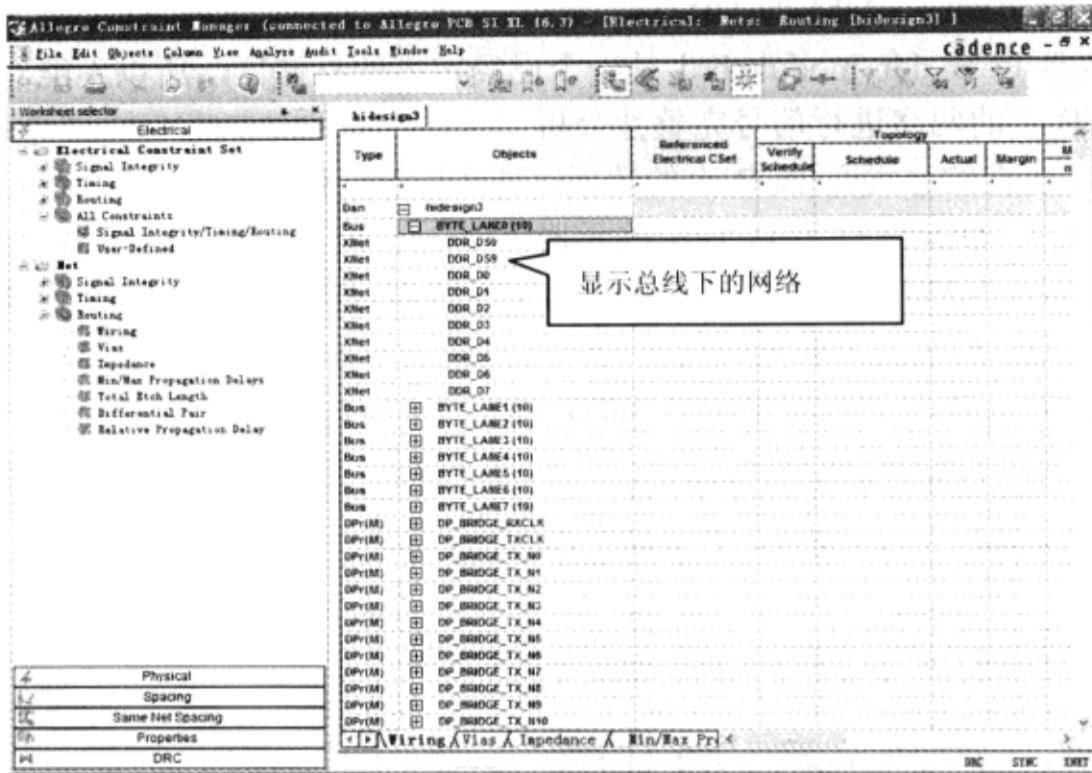 Allegro Constraint Manager (connected to Allegro PCB SI XL 16.3) - [Electrical: Nets: Routing [hidesign3] ]
File Edit Objects Column View Analyze Audit Tools Window Help
cādence
Worksheet selector
Electrical
Electrical Constraint Set
Signal Integrity
Timing
Routing
All Constraints
Signal Integrity/Timing/Routing
User-Defined
Net
Signal Integrity
Timing
Routing
Wiring
Vias
Impedance
Min/Max Propagation Delays
Total Etch Length
Differential Pair
Relative Propagation Delay
Physical
Spacing
Same Net Spacing
Properties
DRC
hidesign3
Topology
Type Objects Referenced Electrical CSet Verify Schedule Schedule Actual Margin
Dsn hidesign3
Bus BYTE_LANE0 (10)
XNet DDR_DS0
XNet DDR_DS9
XNet DDR_D0
XNet DDR_D1
XNet DDR_D2
XNet DDR_D3
XNet DDR_D4
XNet DDR_D5
XNet DDR_D6
XNet DDR_D7
显示总线下的网络
Bus BYTE_LANE1 (10)
Bus BYTE_LANE2 (10)
Bus BYTE_LANE3 (10)
Bus BYTE_LANE4 (10)
Bus BYTE_LANE5 (10)
Bus BYTE_LANE6 (10)
Bus BYTE_LANE7 (10)
DPr(M) DP_BRIDGE_RXCLK
DPr(M) DP_BRIDGE_TXCLK
DPr(M) DP_BRIDGE_TX_N0
DPr(M) DP_BRIDGE_TX_N1
DPr(M) DP_BRIDGE_TX_N2
DPr(M) DP_BRIDGE_TX_N3
DPr(M) DP_BRIDGE_TX_N4
DPr(M) DP_BRIDGE_TX_N5
DPr(M) DP_BRIDGE_TX_N6
DPr(M) DP_BRIDGE_TX_N7
DPr(M) DP_BRIDGE_TX_N8
DPr(M) DP_BRIDGE_TX_N9
DPr(M) DP_BRIDGE_TX_N10
Wiring Vias Impedance Min/Max Pr
DRC SYNC XNET